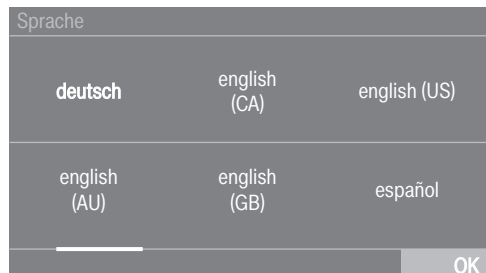 Sprache
deutsch
english
(CA)
english (US)
english
(AU)
english
(GB)
español
OK